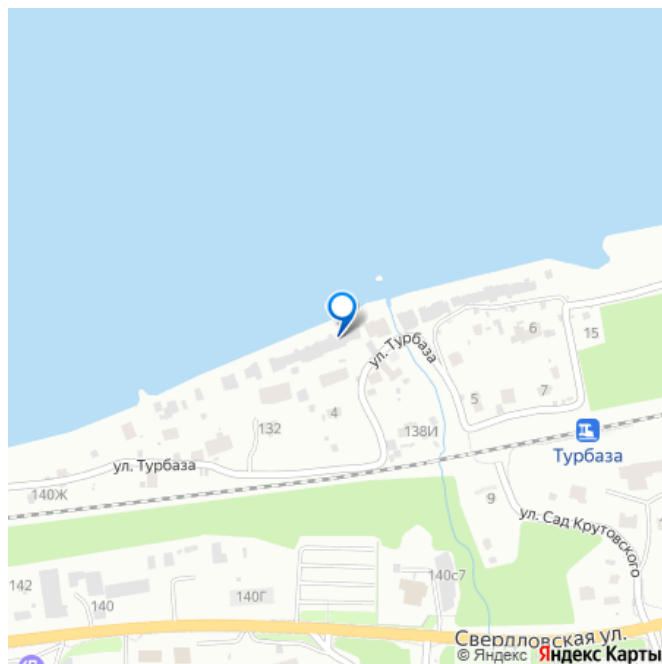 6
15
ул. Турбаза
7
5
4
132
138И
Турбаза
ул. Турбаза
140Ж
9
ул. Сад Крутовского
142
140с7
140Г
140
Свердловская ул.
© Яндекс Яндекс Карты